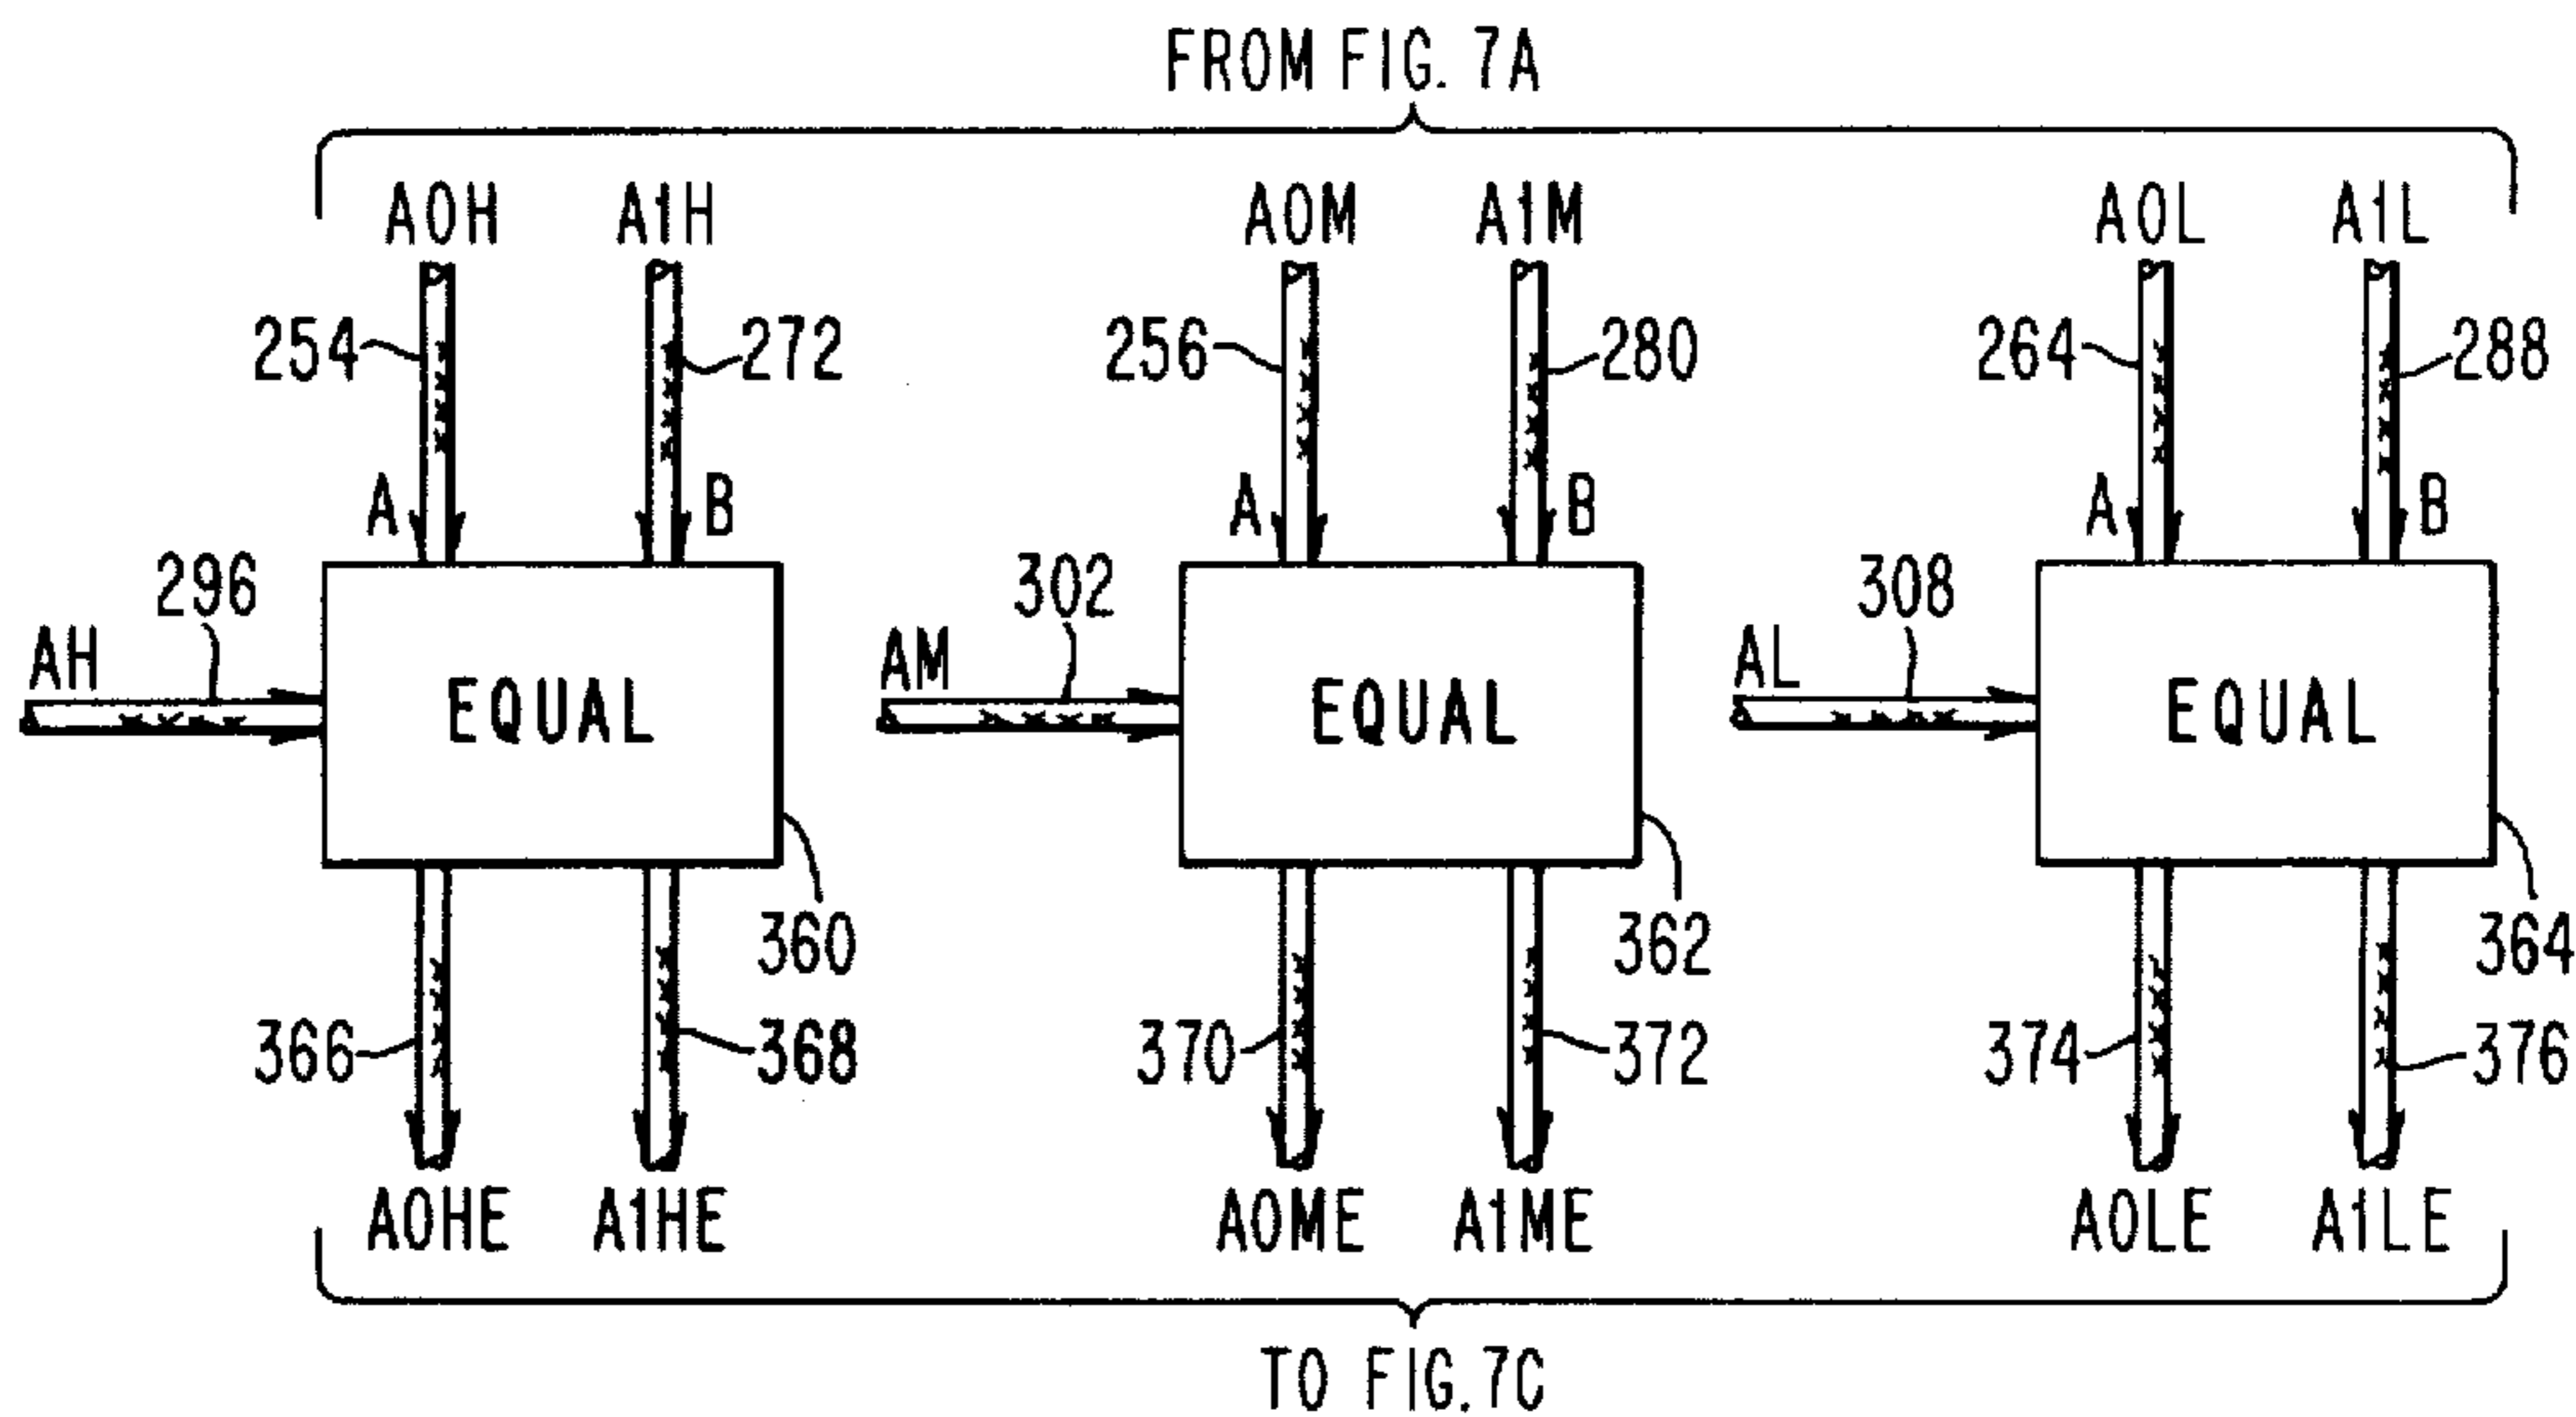 FROM FIG. 7A
A0H A1H A0M A1M A0L A1L
254 272 256 280 264 288
A B A B A B
296 302 308
AH AM AL
EQUAL EQUAL EQUAL
360 362 364
366 368 370 372 374 376
A0HE A1HE A0ME A1ME A0LE A1LE
TO FIG. 7C